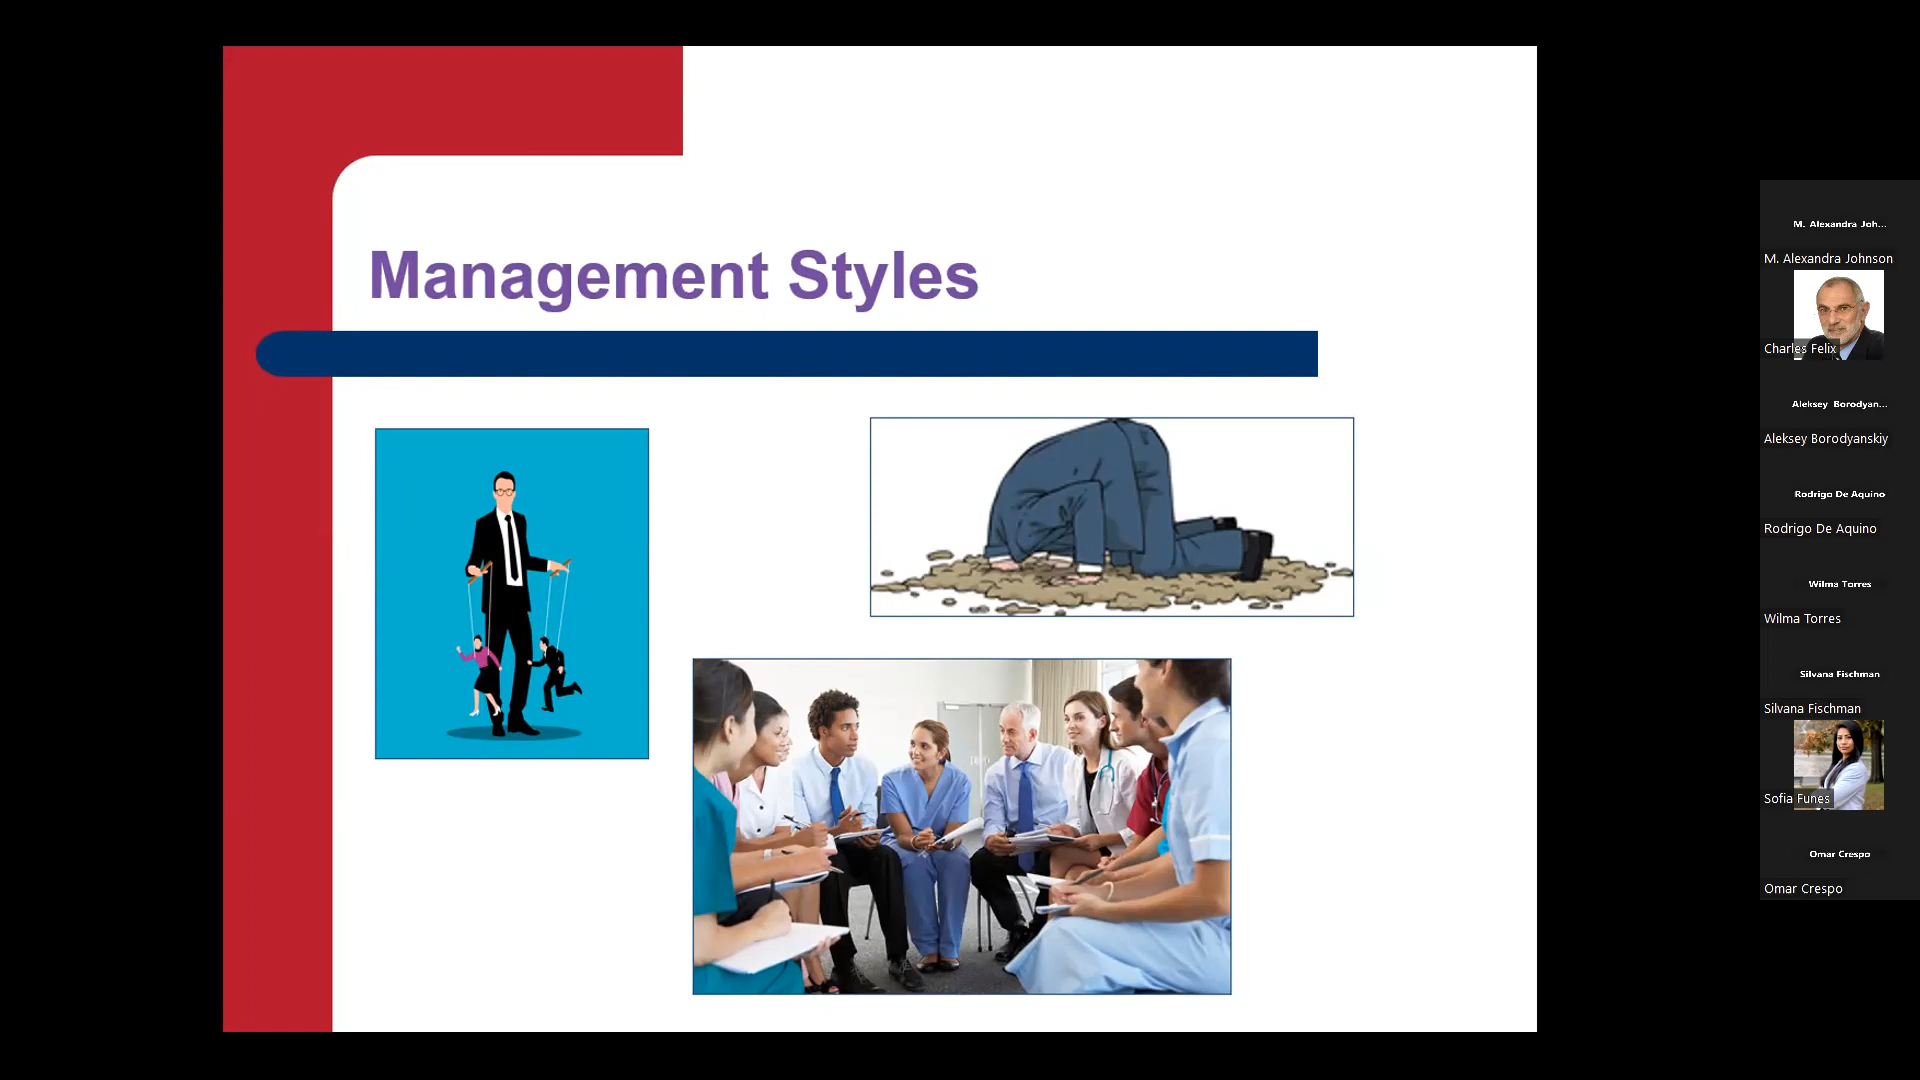 Management Styles
M. Alexandra Joh...
M. Alexandra Johnson
Charles Felix
Aleksey Borodyan...
Aleksey Borodyanskiy
Rodrigo De Aquino
Rodrigo De Aquino
Wilma Torres
Wilma Torres
Silvana Fischman
Silvana Fischman
Sofia Funes
Omar Crespo
Omar Crespo